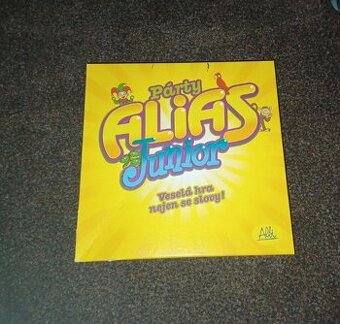 Párty
ALiAS
Junior
Veselá hra
nejen se slovy!
Albi